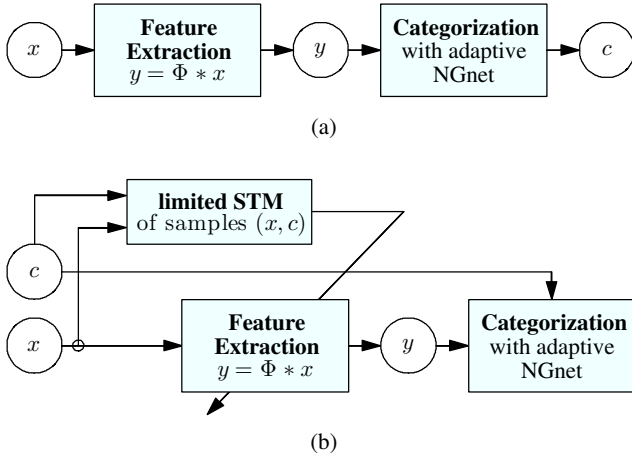 x
Feature
Extraction
y = Φ ∗ x
y
Categorization
with adaptive
NGnet
c
(a)
limited STM
of samples (x, c)
c
x
Feature
Extraction
y = Φ ∗ x
y
Categorization
with adaptive
NGnet
(b)